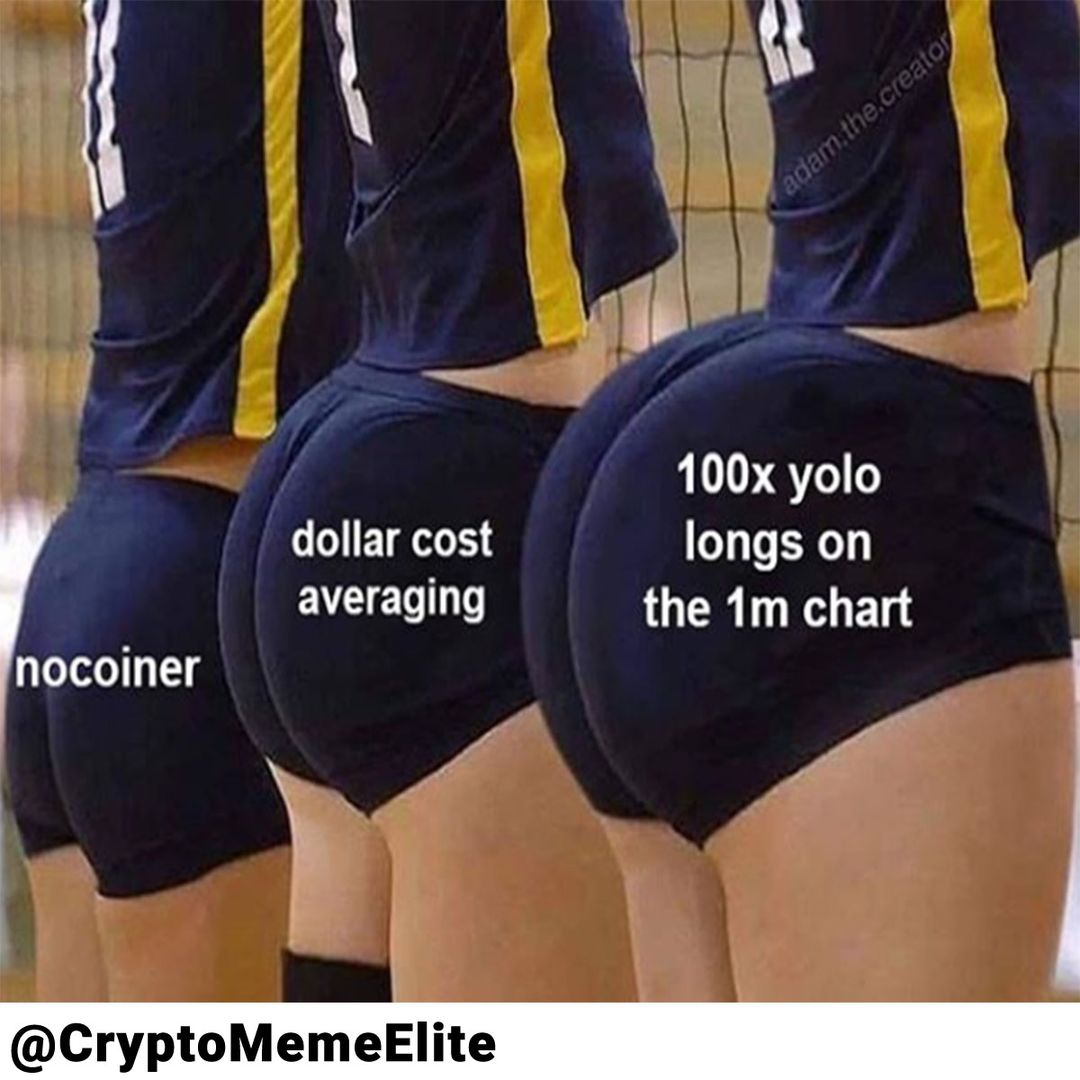 adam.the.creator
nocoiner
dollar cost
averaging
100x yolo
longs on
the 1m chart
@CryptoMemeElite